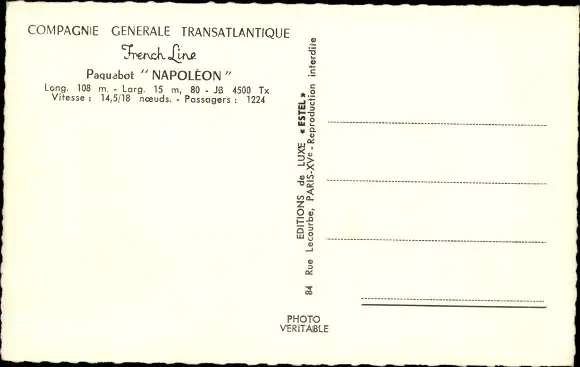 COMPAGNIE GENERALE TRANSATLANTIQUE
French Line
Paquabot "NAPOLÉON"
Long. 108 m. - Larg. 15 m, 80 - JB 4500 Tx
Vitesse : 14,5/18 nœuds. - Passagers : 1224
EDITIONS de LUXE « ESTEL »
84 Rue Lecourbe, PARIS-XVe - Reproduction interdite
PHOTO
VERITABLE